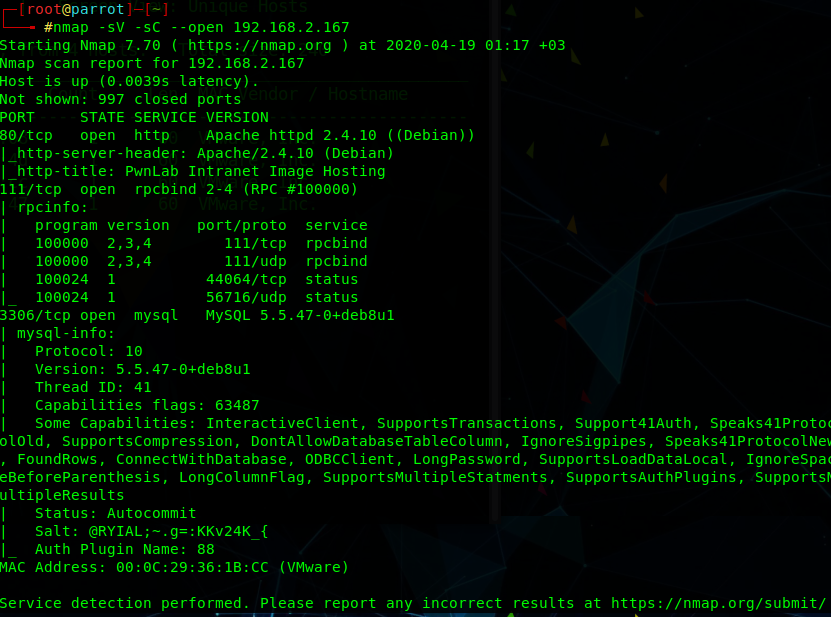 ┌─[root@parrot]─[~]
└──╼ #nmap -sV -sC --open 192.168.2.167
Starting Nmap 7.70 ( https://nmap.org ) at 2020-04-19 01:17 +03
Nmap scan report for 192.168.2.167
Host is up (0.0039s latency).
Not shown: 997 closed ports
PORT     STATE SERVICE VERSION
80/tcp   open  http    Apache httpd 2.4.10 ((Debian))
|_http-server-header: Apache/2.4.10 (Debian)
|_http-title: PwnLab Intranet Image Hosting
111/tcp  open  rpcbind 2-4 (RPC #100000)
| rpcinfo:
|   program version   port/proto  service
|   100000  2,3,4        111/tcp  rpcbind
|   100000  2,3,4        111/udp  rpcbind
|   100024  1          44064/tcp  status
|_  100024  1          56716/udp  status
3306/tcp open  mysql   MySQL 5.5.47-0+deb8u1
| mysql-info:
|   Protocol: 10
|   Version: 5.5.47-0+deb8u1
|   Thread ID: 41
|   Capabilities flags: 63487
|   Some Capabilities: InteractiveClient, SupportsTransactions, Support41Auth, Speaks41Protoc
olOld, SupportsCompression, DontAllowDatabaseTableColumn, IgnoreSigpipes, Speaks41ProtocolNew
, FoundRows, ConnectWithDatabase, ODBCClient, LongPassword, SupportsLoadDataLocal, IgnoreSpac
eBeforeParenthesis, LongColumnFlag, SupportsMultipleStatments, SupportsAuthPlugins, SupportsM
ultipleResults
|   Status: Autocommit
|   Salt: @RYIAL;~.g=:KKv24K_{
|_  Auth Plugin Name: 88
MAC Address: 00:0C:29:36:1B:CC (VMware)
Service detection performed. Please report any incorrect results at https://nmap.org/submit/